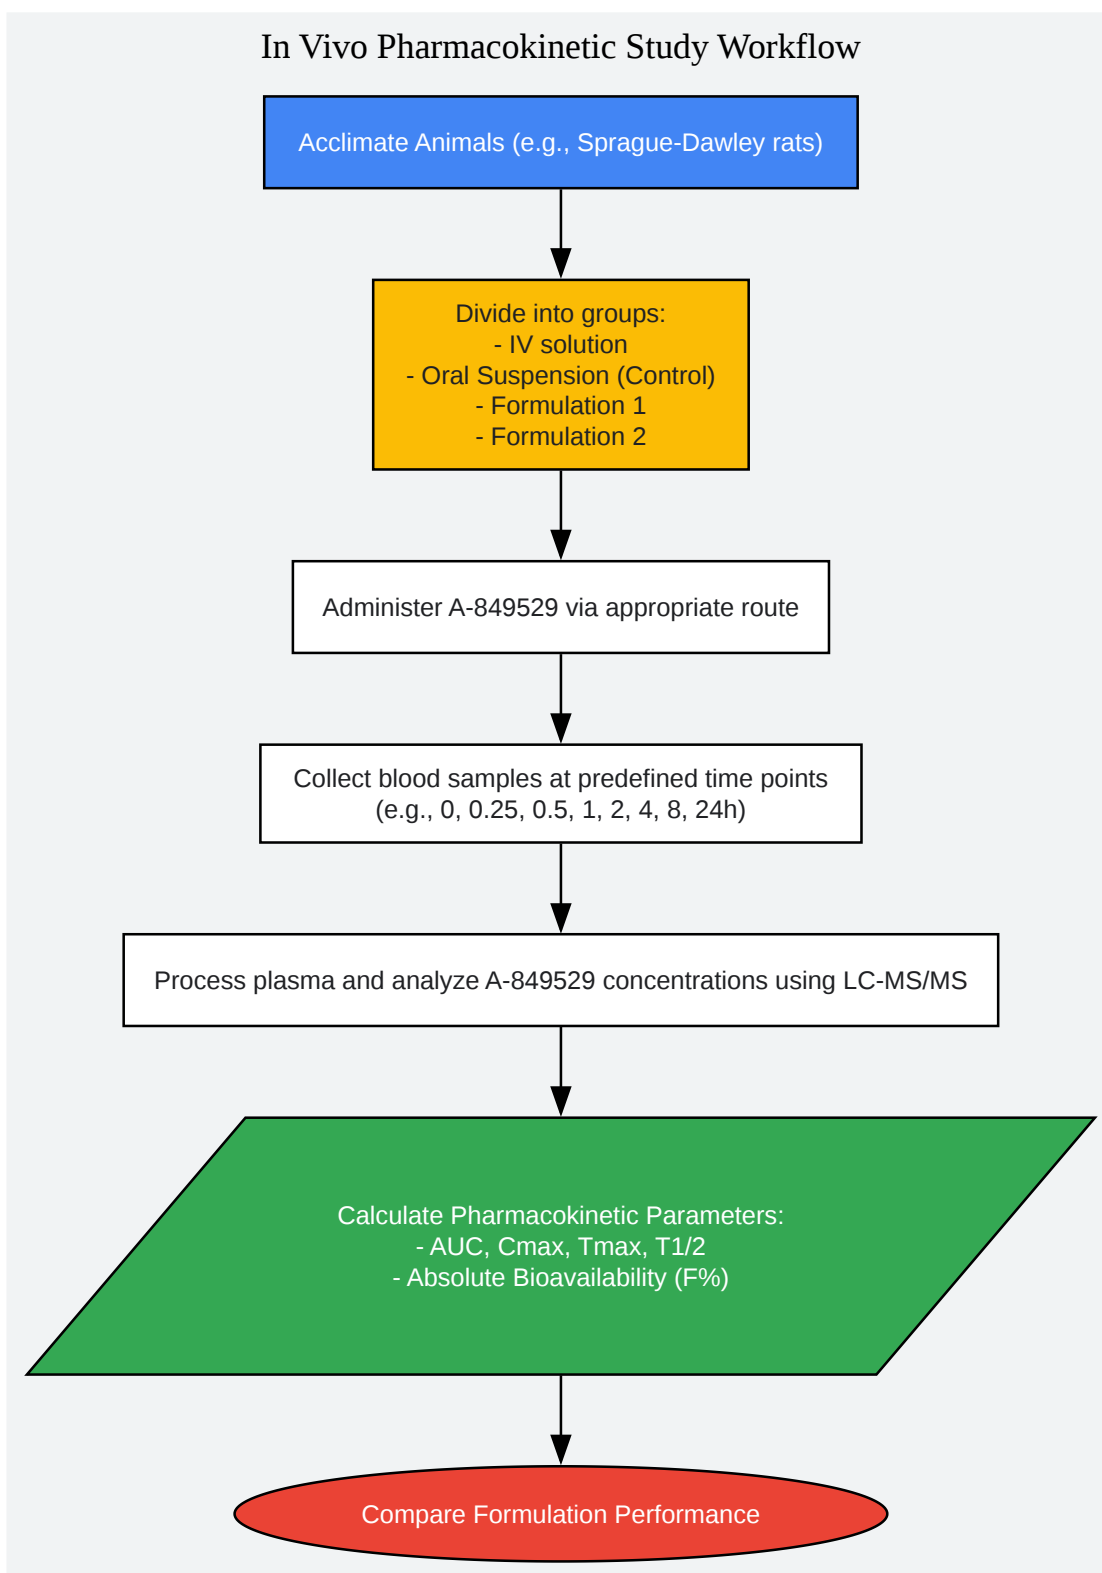 In Vivo Pharmacokinetic Study Workflow
Acclimate Animals (e.g., Sprague-Dawley rats)
Divide into groups:
- IV solution
- Oral Suspension (Control)
- Formulation 1
- Formulation 2
Administer A-849529 via appropriate route
Collect blood samples at predefined time points
(e.g., 0, 0.25, 0.5, 1, 2, 4, 8, 24h)
Process plasma and analyze A-849529 concentrations using LC-MS/MS
Calculate Pharmacokinetic Parameters:
- AUC, Cmax, Tmax, T1/2
- Absolute Bioavailability (F%)
Compare Formulation Performance